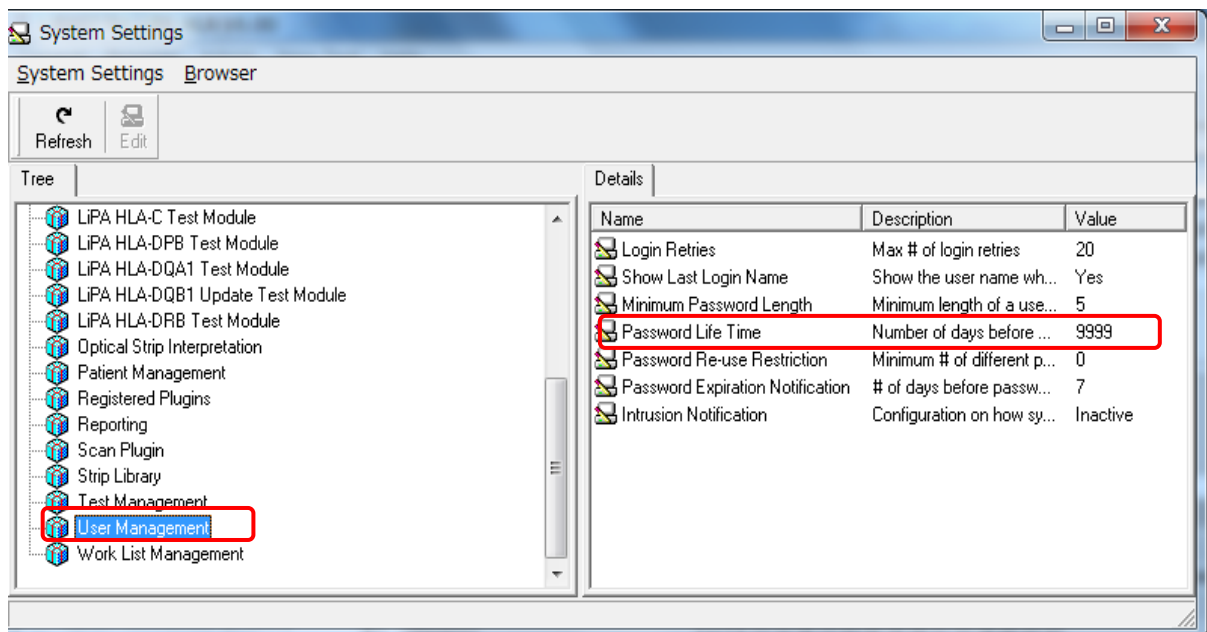 System Settings
System Settings Browser
Refresh Edit
Tree
LiPA HLA-C Test Module
LiPA HLA-DPB Test Module
LiPA HLA-DQA1 Test Module
LiPA HLA-DQB1 Update Test Module
LiPA HLA-DRB Test Module
Optical Strip Interpretation
Patient Management
Registered Plugins
Reporting
Scan Plugin
Strip Library
Test Management
User Management
Work List Management
Details
Name Description Value
Login Retries Max # of login retries 20
Show Last Login Name Show the user name wh... Yes
Minimum Password Length Minimum length of a use... 5
Password Life Time Number of days before ... 9999
Password Re-use Restriction Minimum # of different p... 0
Password Expiration Notification # of days before passw... 7
Intrusion Notification Configuration on how sy... Inactive